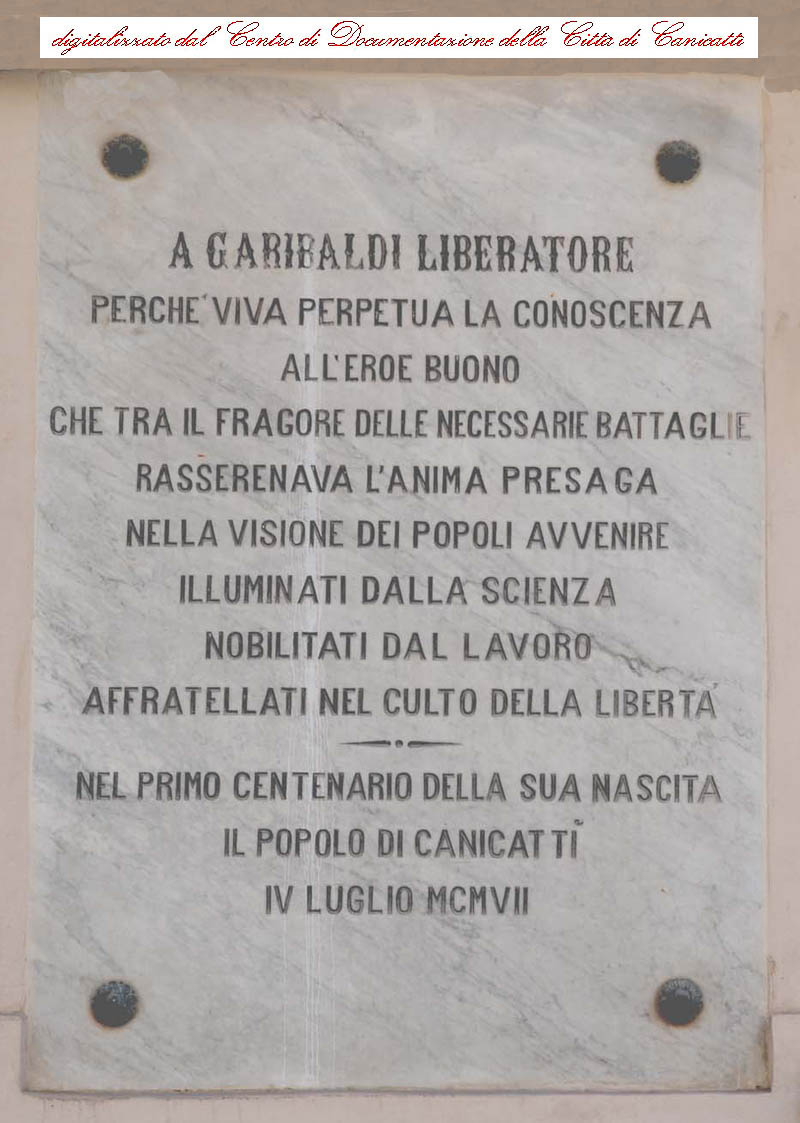 digitalizzato dal Centro di Documentazione della Città di Canicattì
A GARIBALDI LIBERATORE
PERCHE' VIVA PERPETUA LA CONOSCENZA
ALL'EROE BUONO
CHE TRA IL FRAGORE DELLE NECESSARIE BATTAGLIE
RASSERENAVA L'ANIMA PRESAGA
NELLA VISIONE DEI POPOLI AVVENIRE
ILLUMINATI DALLA SCIENZA
NOBILITATI DAL LAVORO
AFFRATELLATI NEL CULTO DELLA LIBERTA'
NEL PRIMO CENTENARIO DELLA SUA NASCITA
IL POPOLO DI CANICATTÌ
IV LUGLIO MCMVII